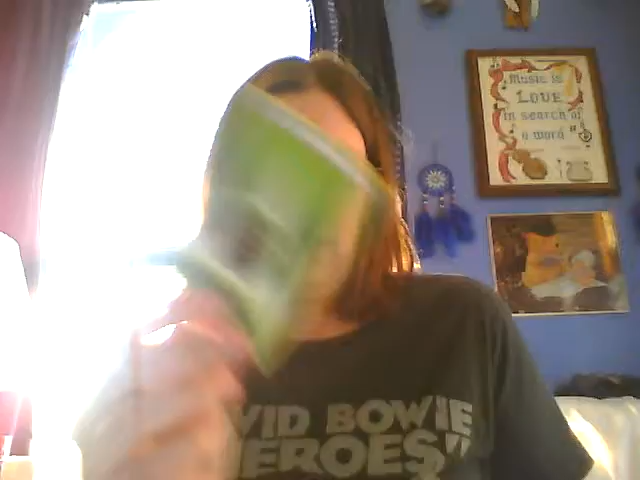 Music is
LOVE
in search of
a word
VID BOWIE
HEROES"